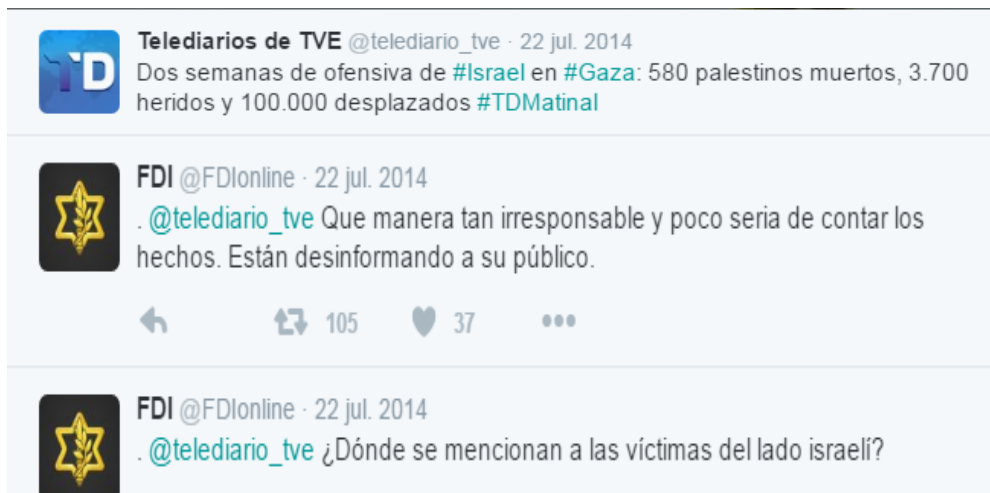 TD
Telediarios de TVE @telediario_tve · 22 jul. 2014
Dos semanas de ofensiva de #Israel en #Gaza: 580 palestinos muertos, 3.700
heridos y 100.000 desplazados #TDMatinal
FDI @FDIonline · 22 jul. 2014
. @telediario_tve Que manera tan irresponsable y poco seria de contar los
hechos. Están desinformando a su público.
105 37
FDI @FDIonline · 22 jul. 2014
. @telediario_tve ¿Dónde se mencionan a las víctimas del lado israelí?